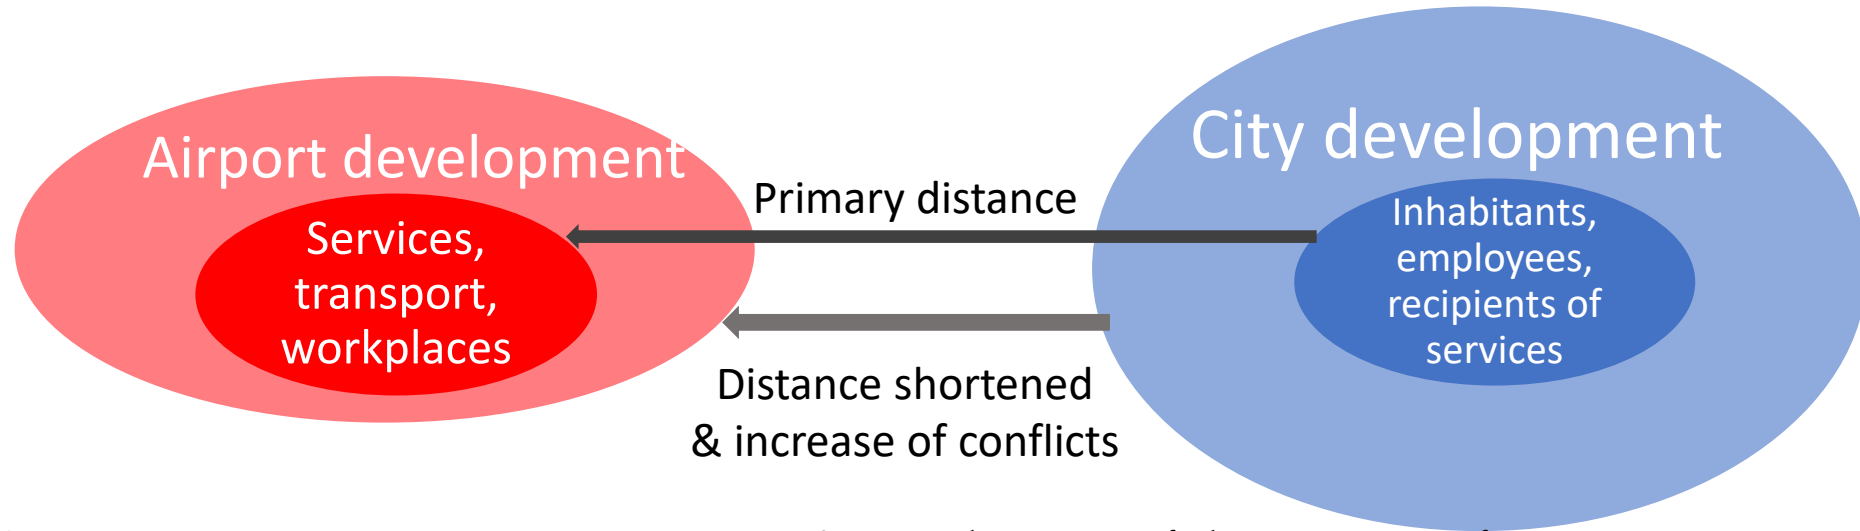 Airport development
Services,
transport,
workplaces
Primary distance
Distance shortened
& increase of conflicts
City development
Inhabitants,
employees,
recipients of
services